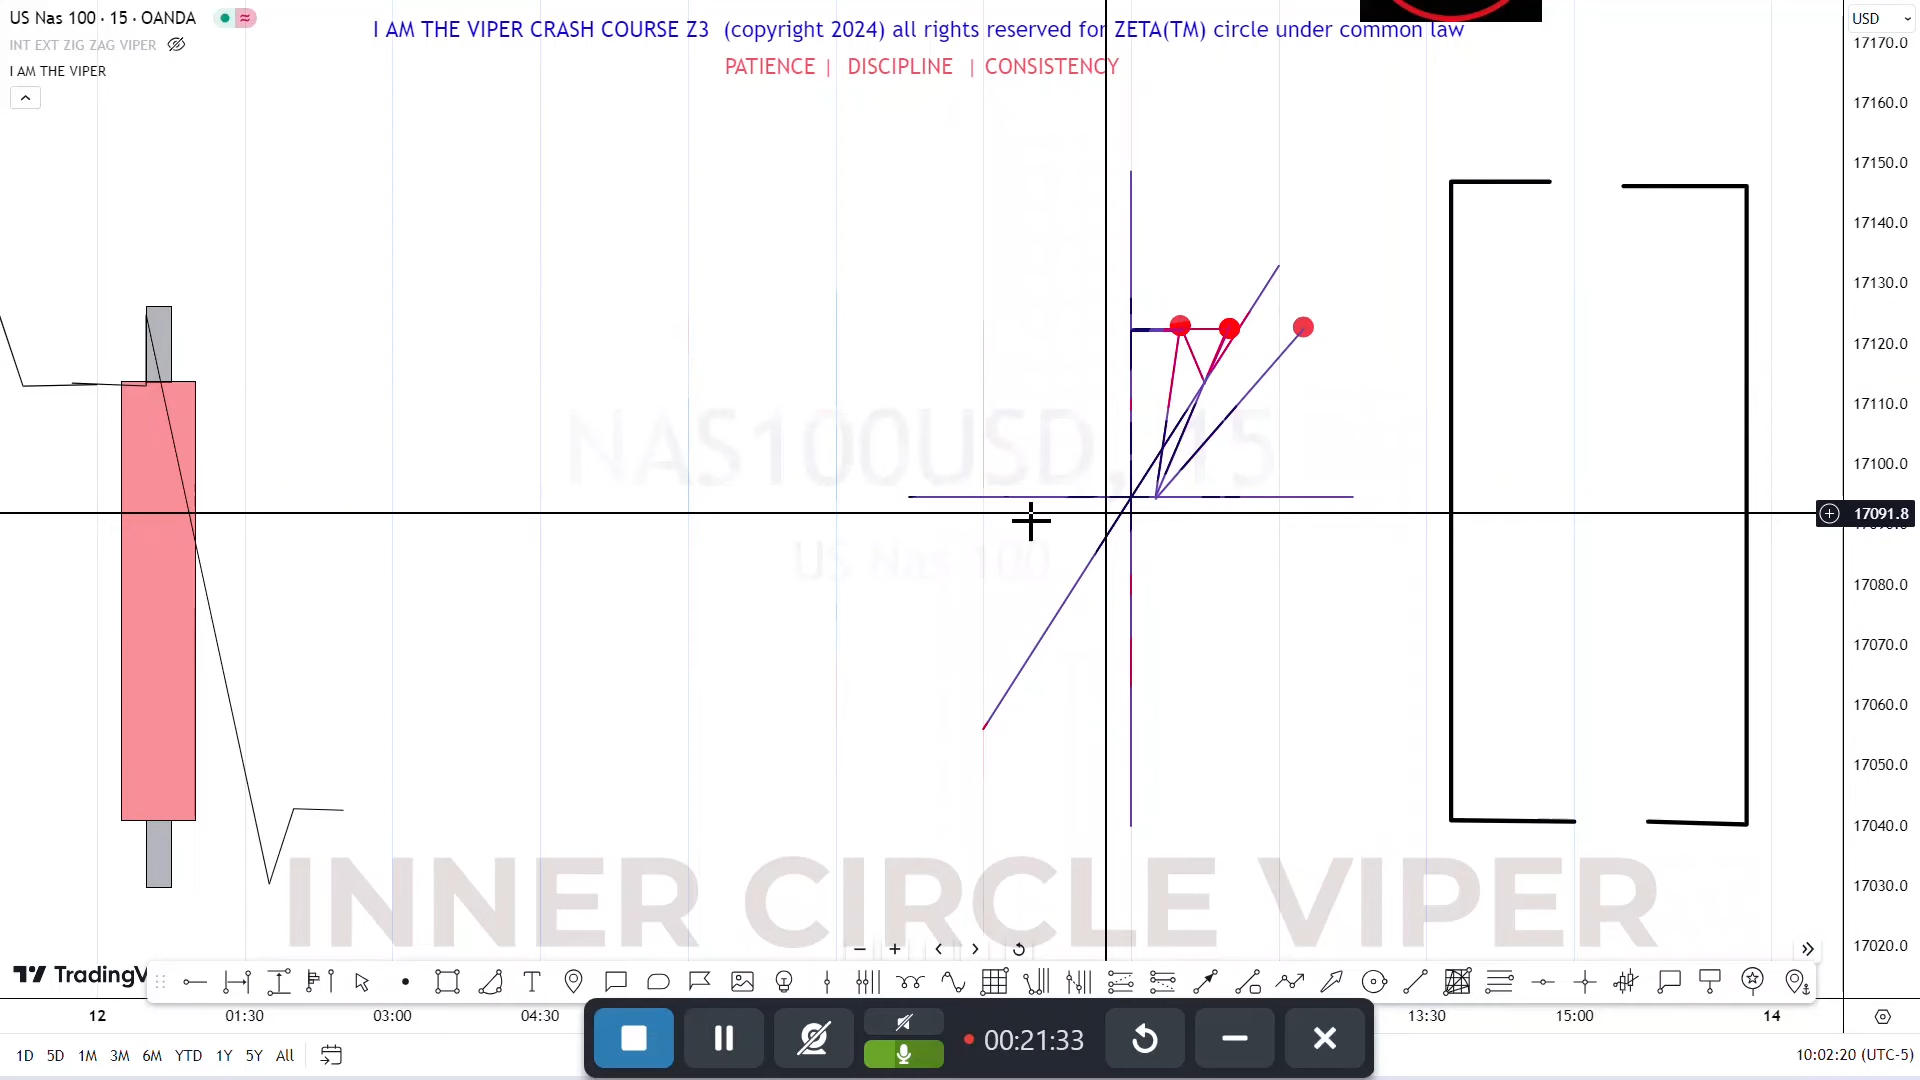 US Nas 100 · 15 · OANDA
INT EXT ZIG ZAG VIPER
I AM THE VIPER
I AM THE VIPER CRASH COURSE Z3 (copyright 2024) all rights reserved for ZETA(TM) circle under common law
PATIENCE | DISCIPLINE | CONSISTENCY
USD
17170.0
17160.0
17150.0
17140.0
17130.0
17120.0
17110.0
17100.0
17091.8
17080.0
17070.0
17060.0
17050.0
17040.0
17030.0
17020.0
NAS100USD, 15
US Nas 100
INNER CIRCLE VIPER
TradingV
12 01:30 03:00 04:30 13:30 15:00 14
1D 5D 1M 3M 6M YTD 1Y 5Y All
00:21:33
10:02:20 (UTC-5)